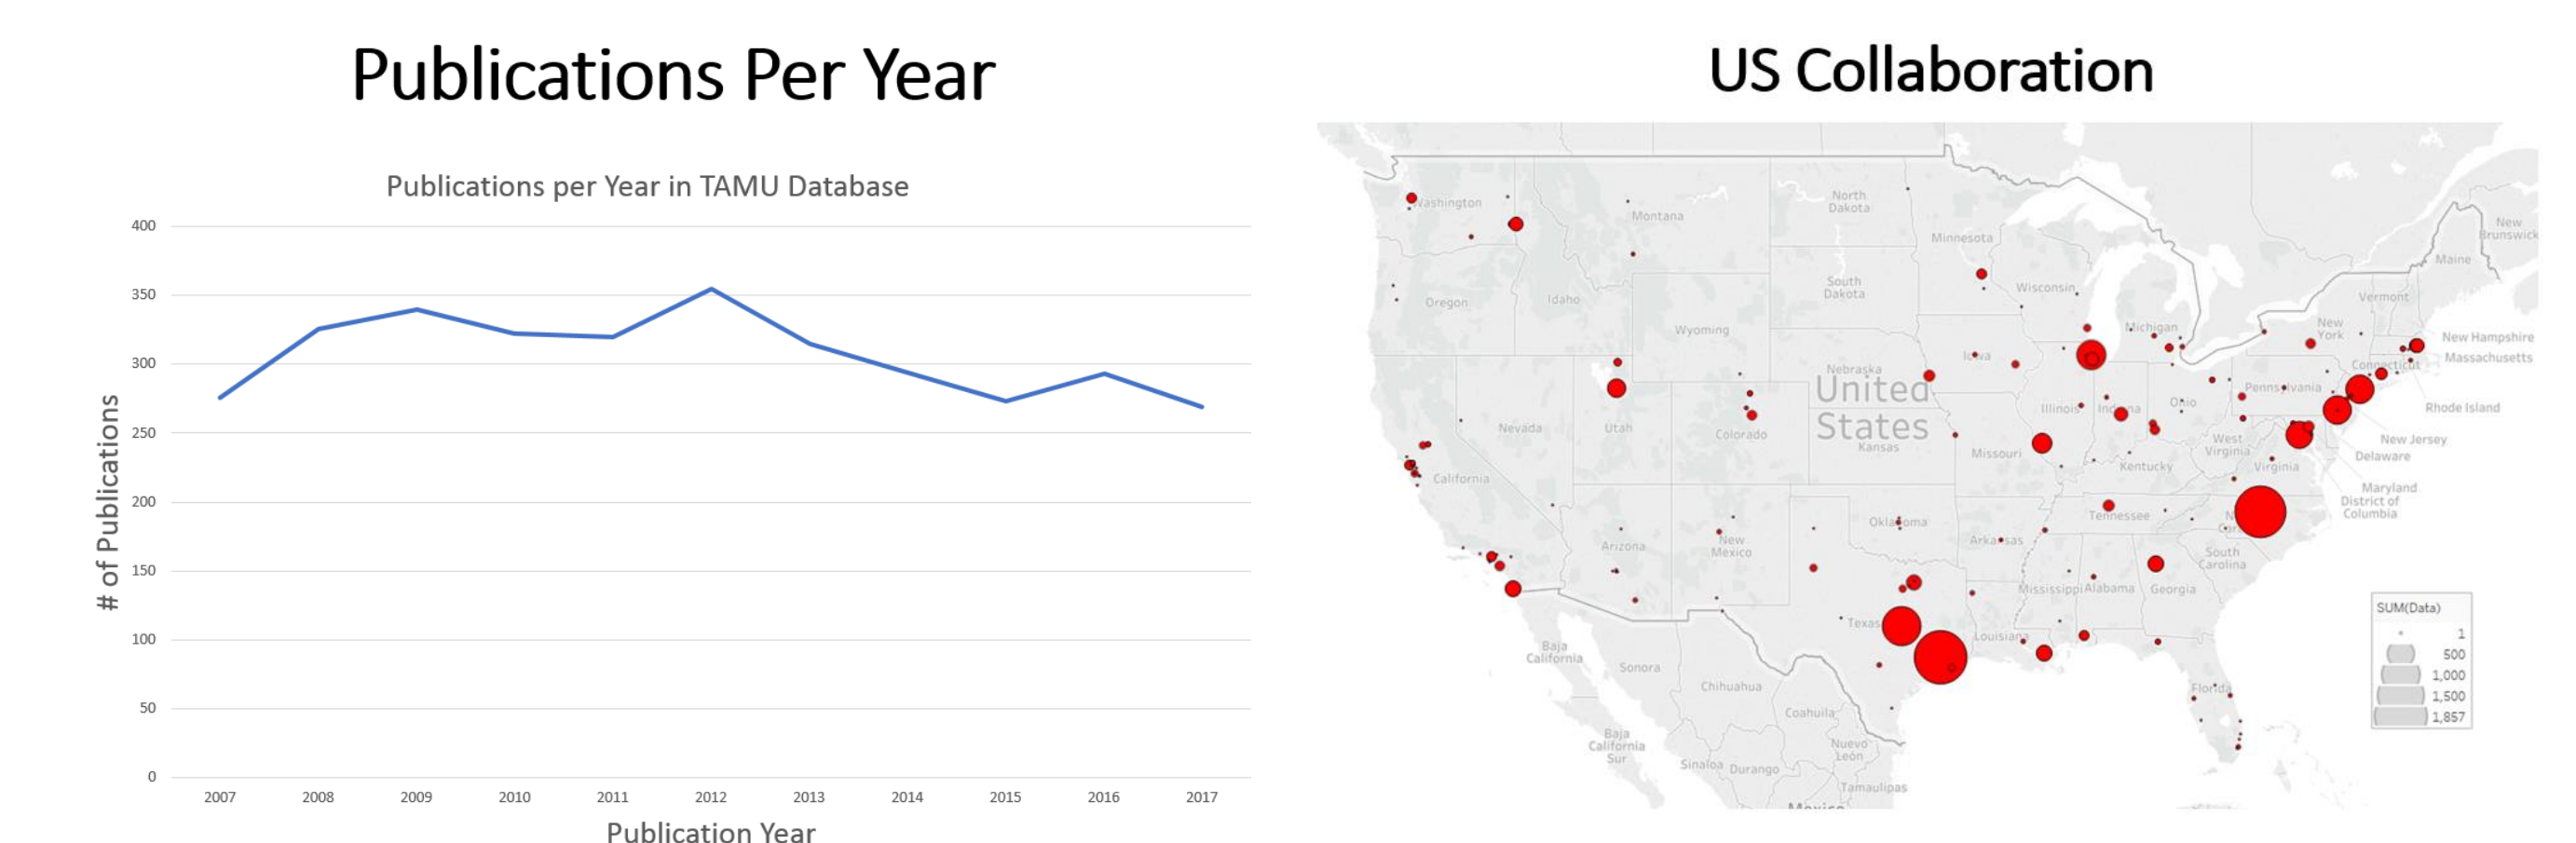 Publications Per Year
Publications per Year in TAMU Database
400
350
300
250
200
150
100
50
0
# of Publications
2007 2008 2009 2010 2011 2012 2013 2014 2015 2016 2017
Publication Year
US Collaboration
Washington
Montana
North
Dakota
Minnesota
South
Dakota
Wisconsin
Oregon
Idaho
Wyoming
Michigan
New
Brunswick
Maine
Vermont
New
York
New Hampshire
Massachusetts
Connecticut
Rhode Island
Iowa
Nebraska
United
States
Illinois
Indiana
Ohio
Pennsylvania
New Jersey
Delaware
Maryland
District of
Columbia
Nevada
Utah
Colorado
Kansas
Missouri
West
Virginia
Virginia
Kentucky
California
Tennessee
Oklahoma
Arkansas
Arizona
New
Mexico
South
Carolina
Mississippi
Alabama
Georgia
Texas
Louisiana
Florida
Baja
California
Sonora
Chihuahua
Coahuila
Baja
California
Sur
Nuevo
León
Sinaloa
Durango
Tamaulipas
SUM(Data)
1
500
1,000
1,500
1,857